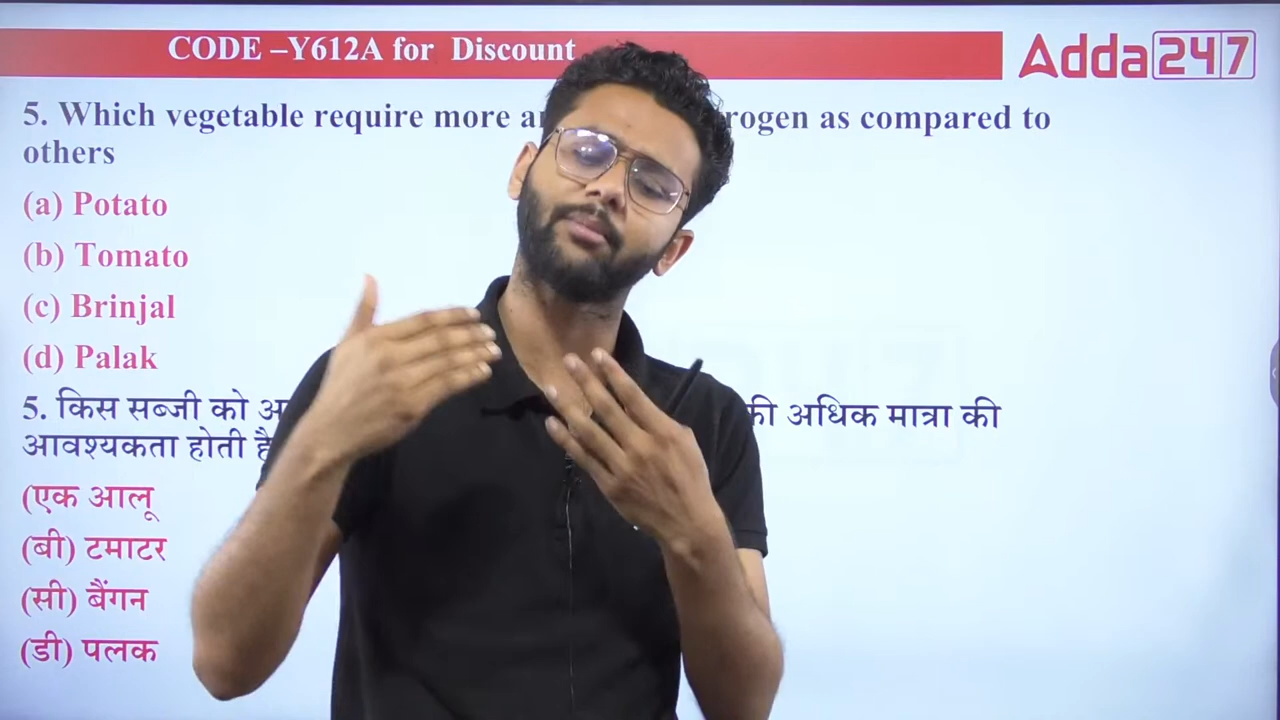 CODE –Y612A for Discount
Adda247
5. Which vegetable require more as compared to
others
(a) Potato
(b) Tomato
(c) Brinjal
(d) Palak
5. किस सब्जी को की अधिक मात्रा की
आवश्यकता होती है
(एक आलू
(बी) टमाटर
(सी) बैंगन
(डी) पलक